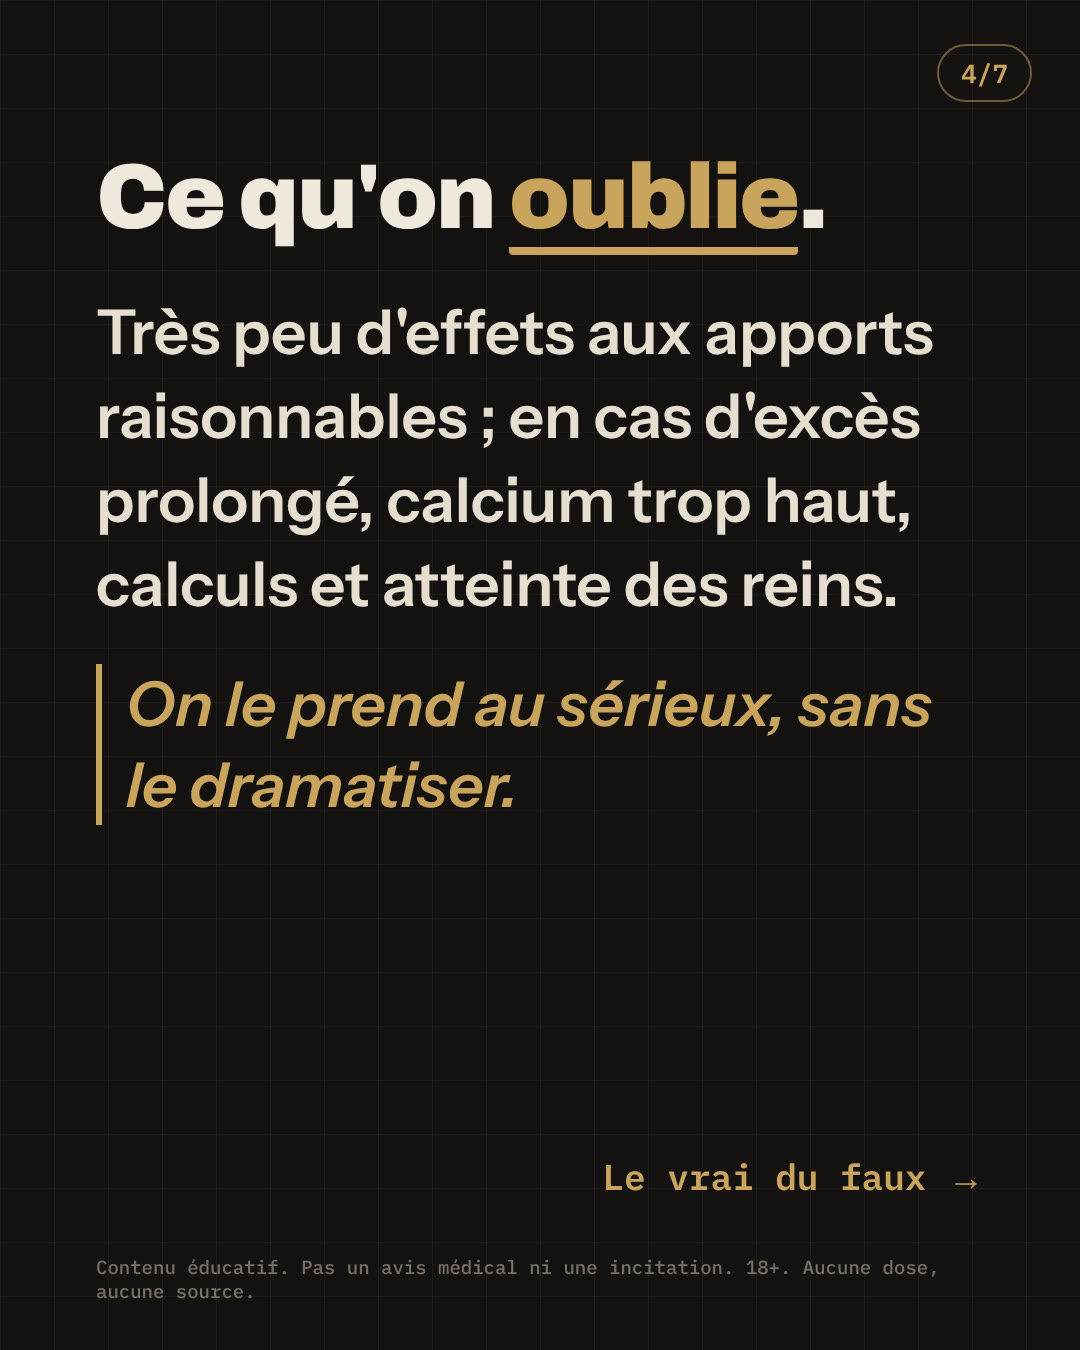 4/7
Ce qu'on oublie.
Très peu d'effets aux apports
raisonnables ; en cas d'excès
prolongé, calcium trop haut,
calculs et atteinte des reins.
On le prend au sérieux, sans
le dramatiser.
Le vrai du faux →
Contenu éducatif. Pas un avis médical ni une incitation. 18+. Aucune dose,
aucune source.